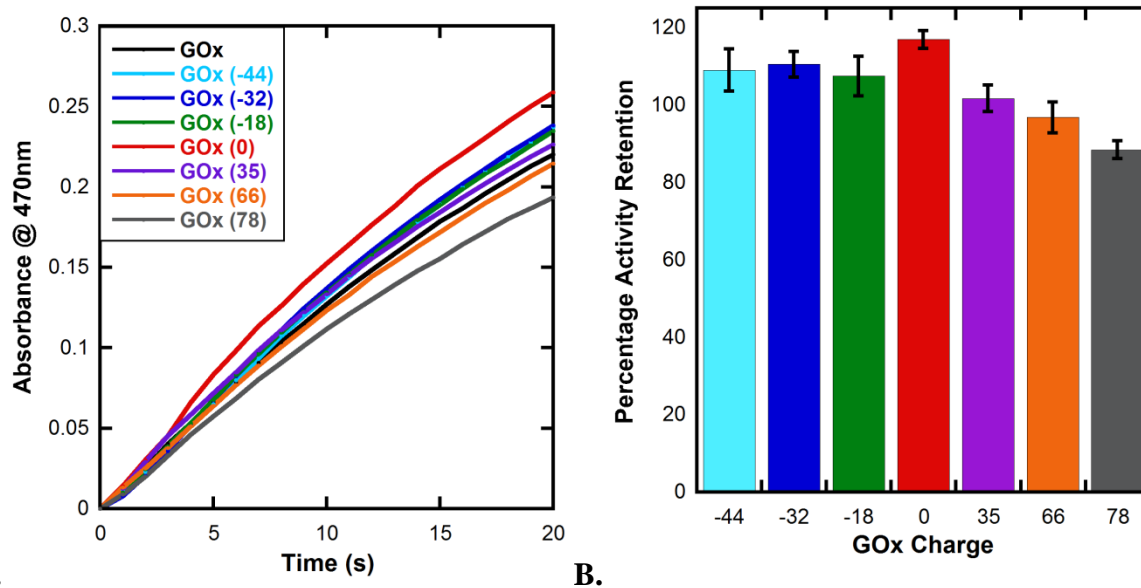 0.3
0.25
0.2
0.15
0.1
0.05
0
Absorbance @ 470nm
GOx
GOx (-44)
GOx (-32)
GOx (-18)
GOx (0)
GOx (35)
GOx (66)
GOx (78)
0 5 10 15 20
Time (s)
B.
120
100
80
60
40
20
0
Percentage Activity Retention
-44 -32 -18 0 35 66 78
GOx Charge